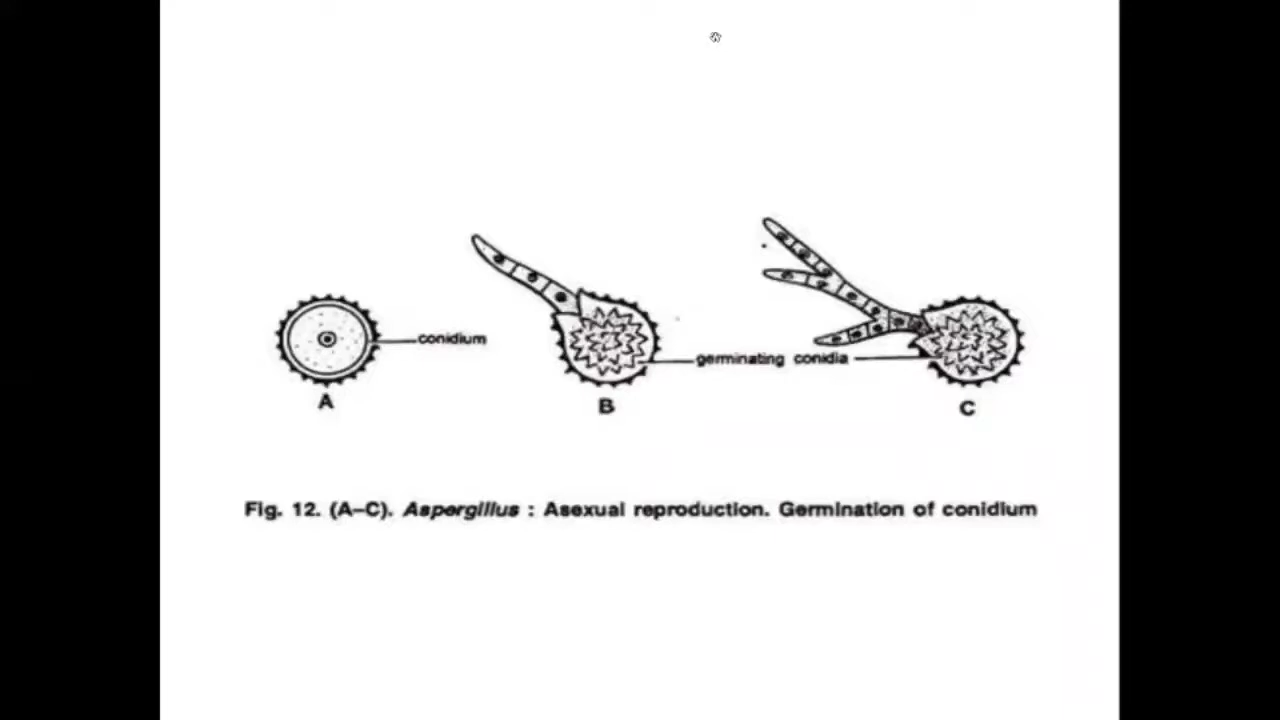 conidium
germinating conidia
A
B
C
Fig. 12. (A–C). Aspergillus : Asexual reproduction. Germination of conidium